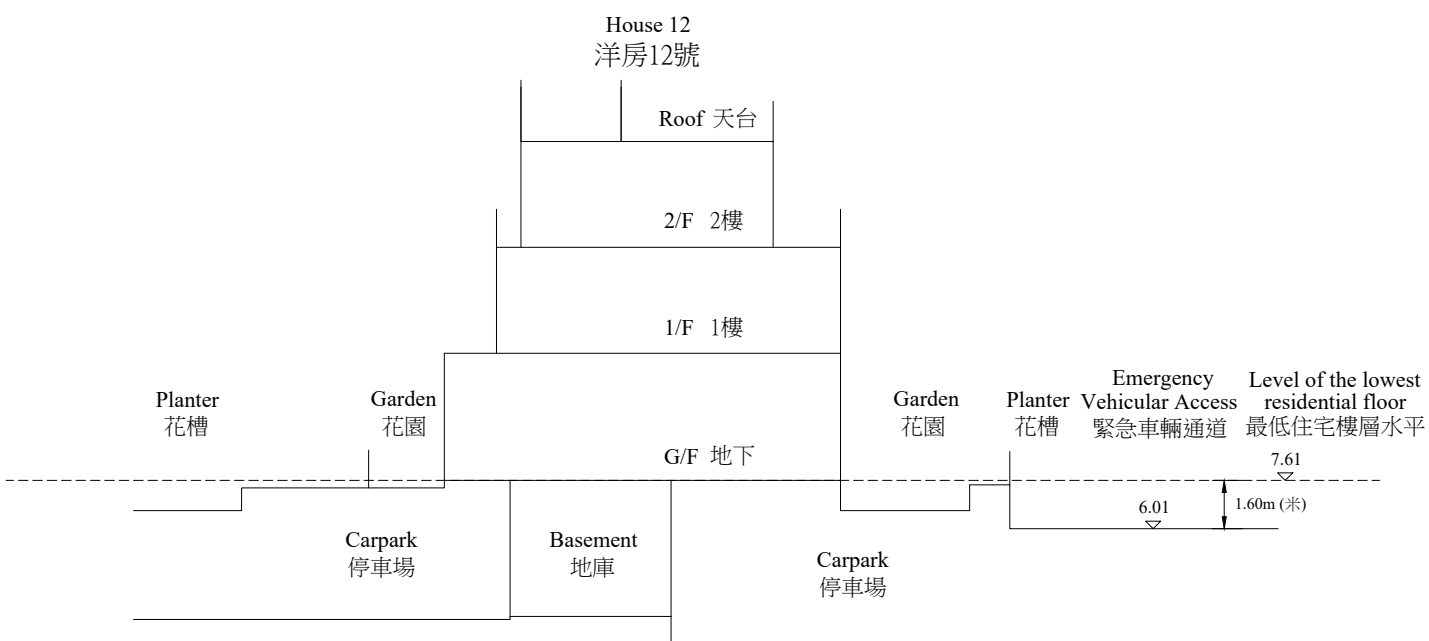 House 12
洋房12號
Roof 天台
2/F 2樓
1/F 1樓
Planter
花槽
Garden
花園
G/F 地下
Garden
花園
Planter
花槽
Emergency
Vehicular Access
緊急車輛通道
Level of the lowest
residential floor
最低住宅樓層水平
7.61
6.01
1.60m (米)
Carpark
停車場
Basement
地庫
Carpark
停車場